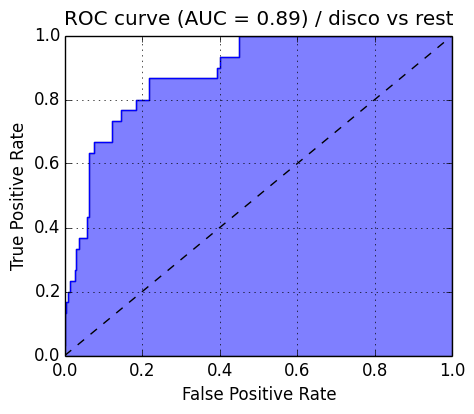 ROC curve (AUC = 0.89) / disco vs rest
1.0
0.8
0.6
0.4
0.2
0.0
True Positive Rate
0.0 0.2 0.4 0.6 0.8 1.0
False Positive Rate